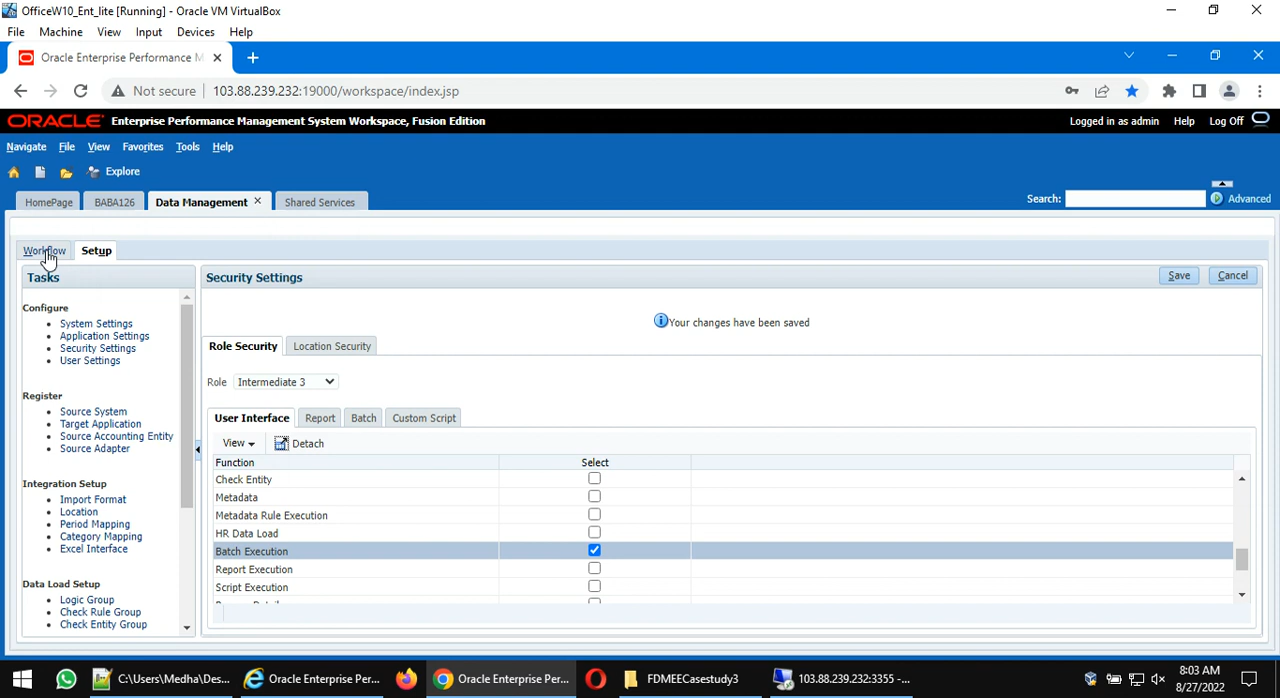 OfficeW10_Ent_lite [Running] - Oracle VM VirtualBox
File Machine View Input Devices Help
Oracle Enterprise Performance M
Not secure 103.88.239.232:19000/workspace/index.jsp
ORACLE Enterprise Performance Management System Workspace, Fusion Edition Logged in as admin Help Log Off
Navigate File View Favorites Tools Help
Explore
HomePage BABA126 Data Management Shared Services Search: Advanced
Workflow Setup
Tasks Security Settings Save Cancel
Configure
System Settings
Application Settings
Security Settings
User Settings
Register
Source System
Target Application
Source Accounting Entity
Source Adapter
Integration Setup
Import Format
Location
Period Mapping
Category Mapping
Excel Interface
Data Load Setup
Logic Group
Check Rule Group
Check Entity Group
Your changes have been saved
Role Security Location Security
Role Intermediate 3
User Interface Report Batch Custom Script
View Detach
Function Select
Check Entity
Metadata
Metadata Rule Execution
HR Data Load
Batch Execution
Report Execution
Script Execution
C:\Users\Medha\Des... Oracle Enterprise Per... Oracle Enterprise Per... FDMEECasestudy3 103.88.239.232:3355 -...
8:03 AM
8/27/2022